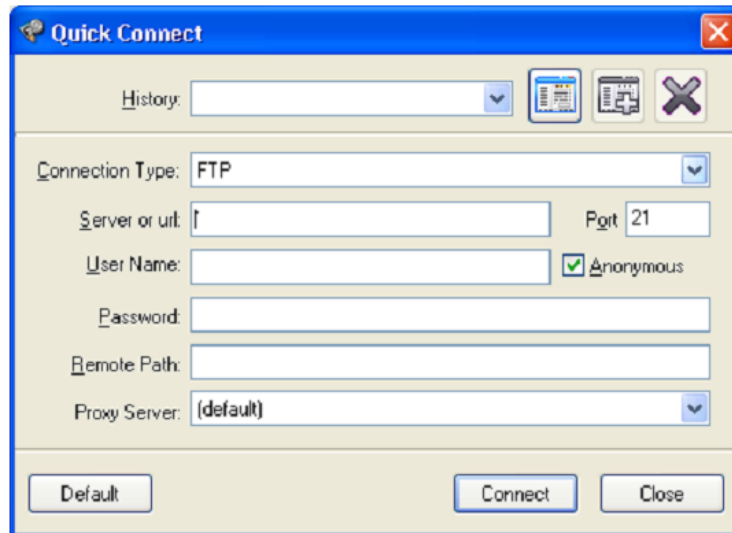 Quick Connect
History:
Connection Type: FTP
Server or url: Port 21
User Name: Anonymous
Password:
Remote Path:
Proxy Server: (default)
Default Connect Close